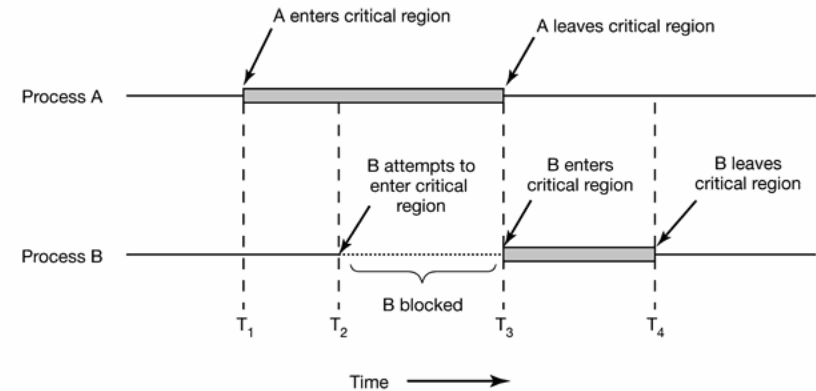 A enters critical region
A leaves critical region
Process A
B attempts to
enter critical
region
B enters
critical region
B leaves
critical region
Process B
B blocked
T1
T2
T3
T4
Time